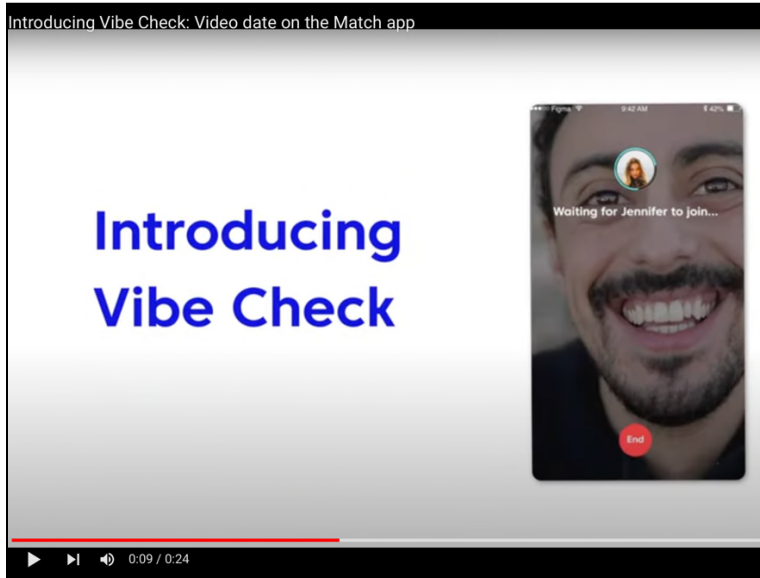 Introducing Vibe Check: Video date on the Match app
Figma
9:42 AM
42%
Waiting for Jennifer to join...
Introducing
Vibe Check
End
0:09 / 0:24